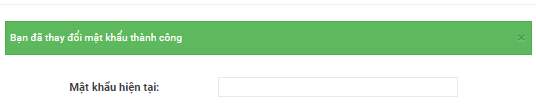 Bạn đã thay đổi mật khẩu thành công ×
Mật khẩu hiện tại: